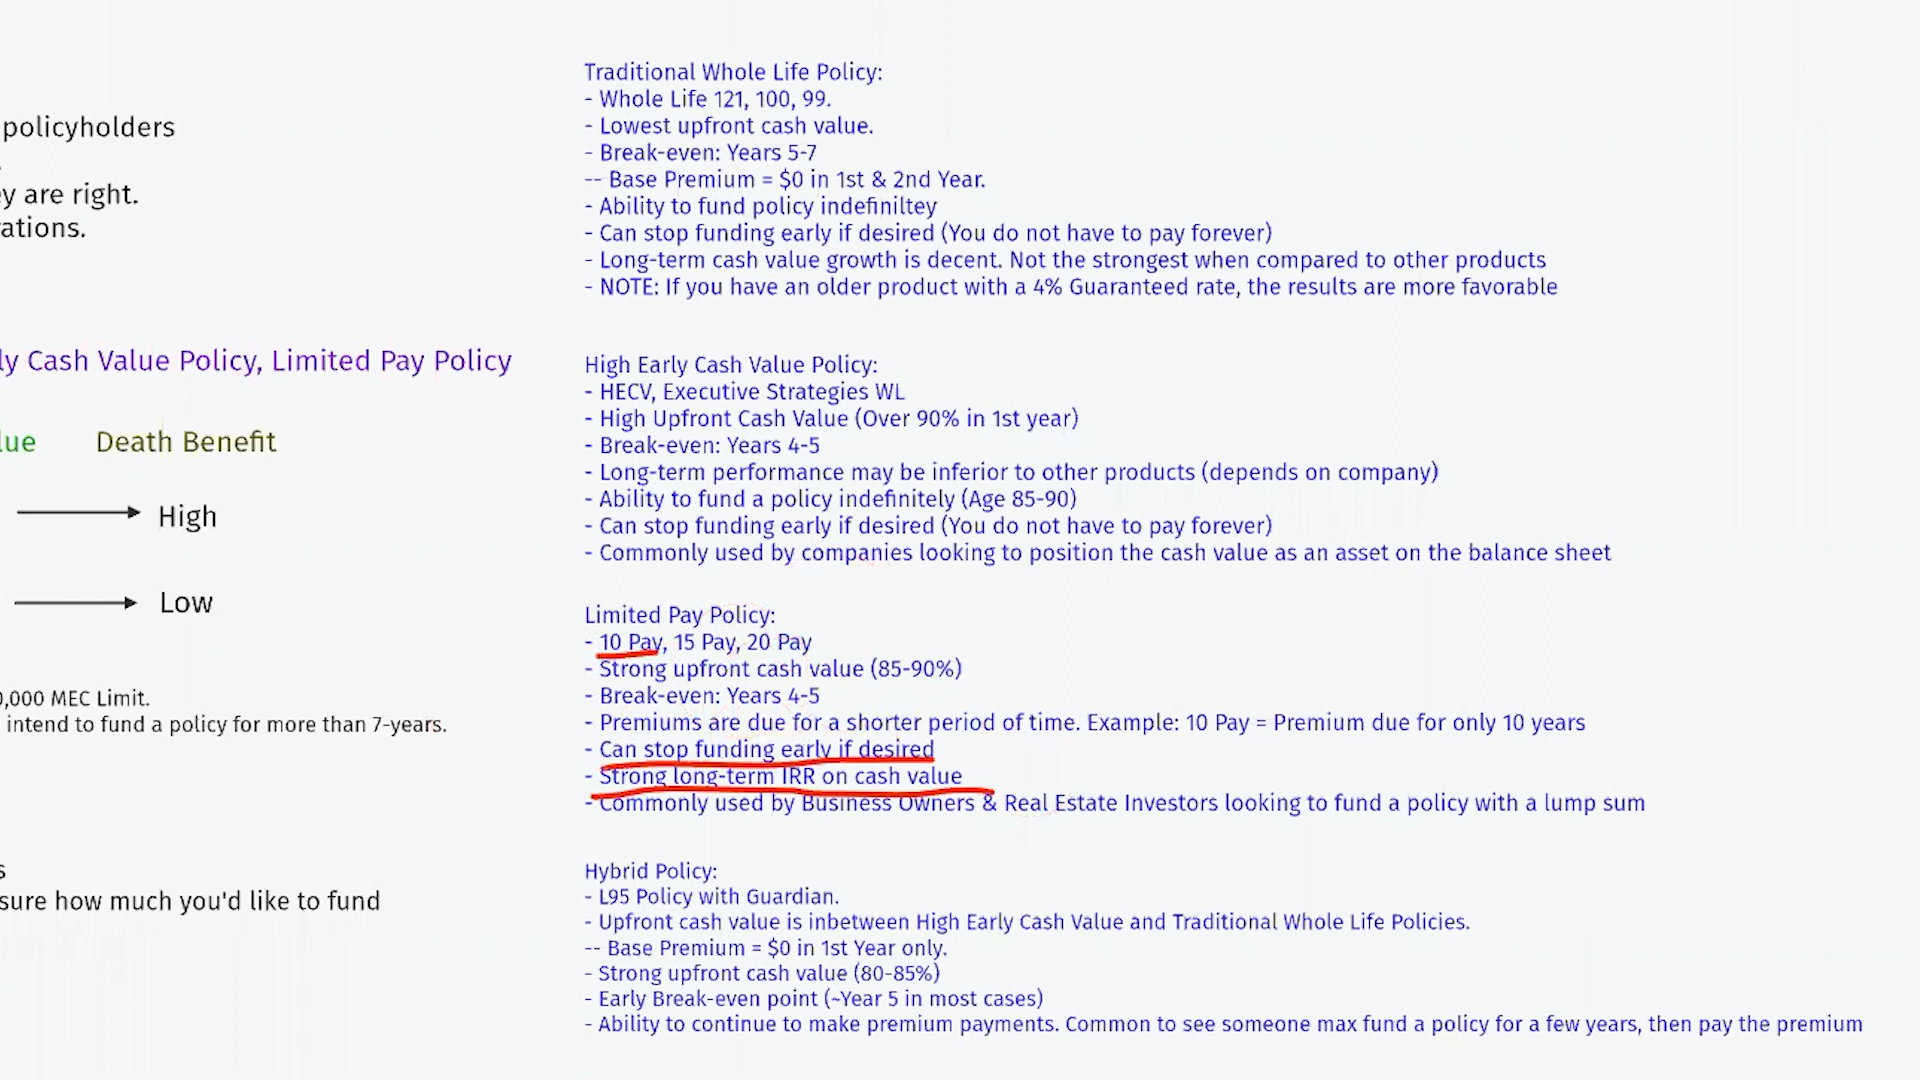 policyholders
ey are right.
rations.
ly Cash Value Policy, Limited Pay Policy
lue Death Benefit
High
Low
0,000 MEC Limit.
intend to fund a policy for more than 7-years.
s
sure how much you'd like to fund
Traditional Whole Life Policy:
- Whole Life 121, 100, 99.
- Lowest upfront cash value.
- Break-even: Years 5-7
-- Base Premium = $0 in 1st & 2nd Year.
- Ability to fund policy indefiniltey
- Can stop funding early if desired (You do not have to pay forever)
- Long-term cash value growth is decent. Not the strongest when compared to other products
- NOTE: If you have an older product with a 4% Guaranteed rate, the results are more favorable
High Early Cash Value Policy:
- HECV, Executive Strategies WL
- High Upfront Cash Value (Over 90% in 1st year)
- Break-even: Years 4-5
- Long-term performance may be inferior to other products (depends on company)
- Ability to fund a policy indefinitely (Age 85-90)
- Can stop funding early if desired (You do not have to pay forever)
- Commonly used by companies looking to position the cash value as an asset on the balance sheet
Limited Pay Policy:
- 10 Pay, 15 Pay, 20 Pay
- Strong upfront cash value (85-90%)
- Break-even: Years 4-5
- Premiums are due for a shorter period of time. Example: 10 Pay = Premium due for only 10 years
- Can stop funding early if desired
- Strong long-term IRR on cash value
- Commonly used by Business Owners & Real Estate Investors looking to fund a policy with a lump sum
Hybrid Policy:
- L95 Policy with Guardian.
- Upfront cash value is inbetween High Early Cash Value and Traditional Whole Life Policies.
-- Base Premium = $0 in 1st Year only.
- Strong upfront cash value (80-85%)
- Early Break-even point (~Year 5 in most cases)
- Ability to continue to make premium payments. Common to see someone max fund a policy for a few years, then pay the premium